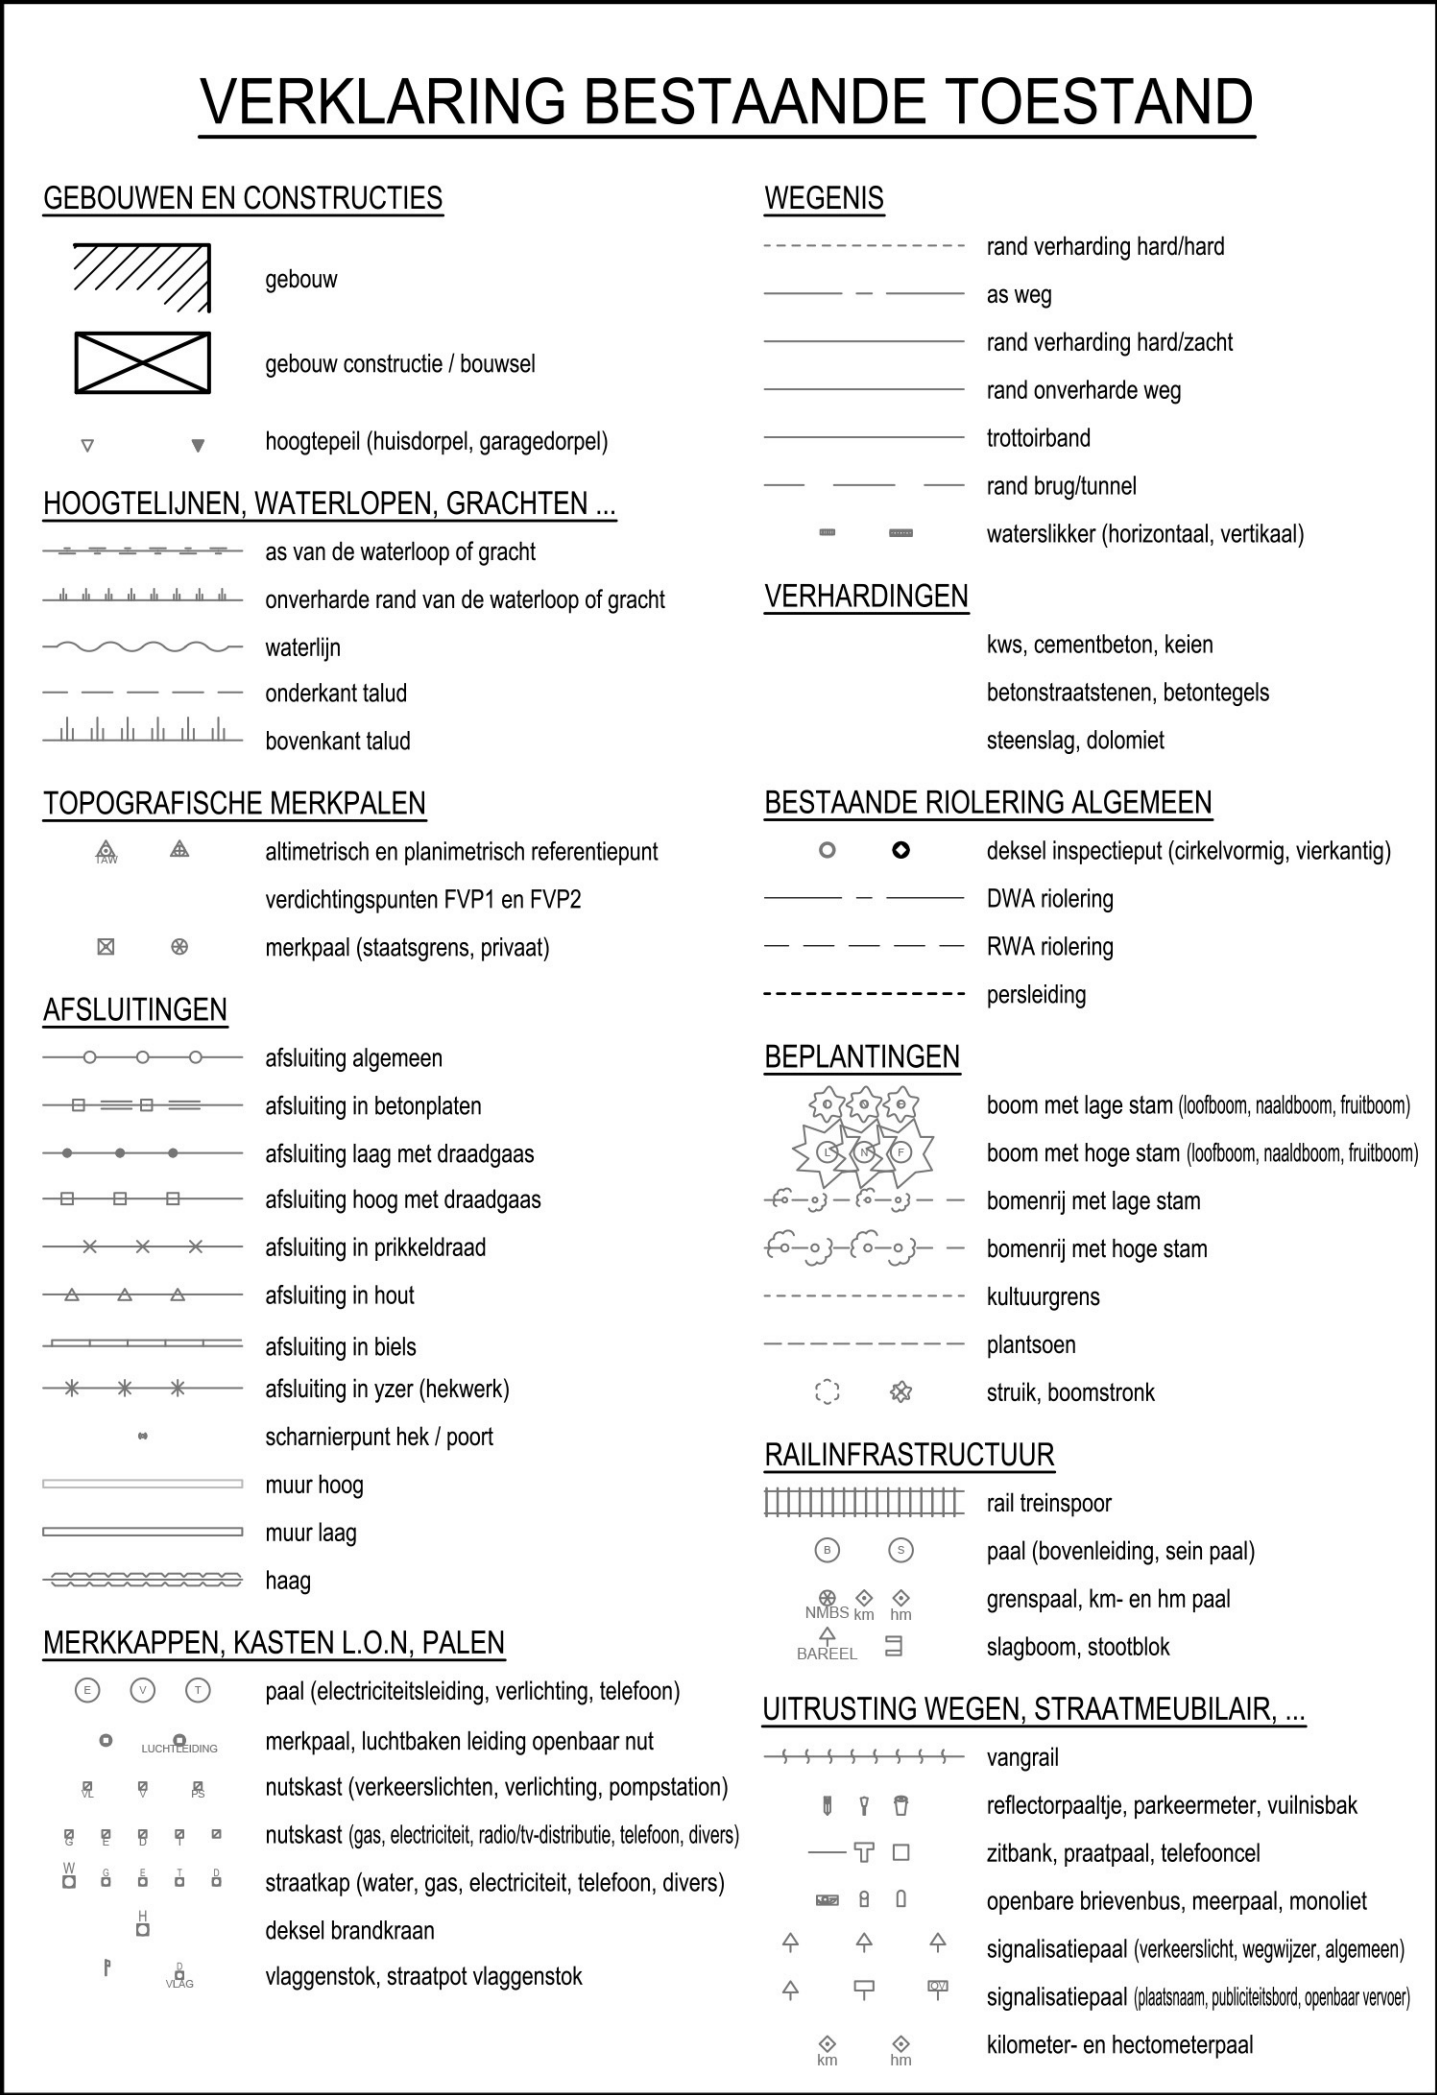 VERKLARING BESTAANDE TOESTAND
GEBOUWEN EN CONSTRUCTIES
gebouw
gebouw constructie / bouwsel
hoogtepeil (huisdorpel, garagedorpel)
HOOGTELIJNEN, WATERLOPEN, GRACHTEN ...
as van de waterloop of gracht
onverharde rand van de waterloop of gracht
waterlijn
onderkant talud
bovenkant talud
TOPOGRAFISCHE MERKPALEN
TAW altimetrisch en planimetrisch referentiepunt
verdichtingspunten FVP1 en FVP2
merkpaal (staatsgrens, privaat)
AFSLUITINGEN
afsluiting algemeen
afsluiting in betonplaten
afsluiting laag met draadgaas
afsluiting hoog met draadgaas
afsluiting in prikkeldraad
afsluiting in hout
afsluiting in biels
afsluiting in yzer (hekwerk)
scharnierpunt hek / poort
muur hoog
muur laag
haag
MERKKAPPEN, KASTEN L.O.N, PALEN
E V T paal (electriciteitsleiding, verlichting, telefoon)
LUCHTLEIDING merkpaal, luchtbaken leiding openbaar nut
VL V PS nutskast (verkeerslichten, verlichting, pompstation)
G E D T nutskast (gas, electriciteit, radio/tv-distributie, telefoon, divers)
W G E T D straatkap (water, gas, electriciteit, telefoon, divers)
H deksel brandkraan
D VLAG vlaggenstok, straatpot vlaggenstok
WEGENIS
rand verharding hard/hard
as weg
rand verharding hard/zacht
rand onverharde weg
trottoirband
rand brug/tunnel
waterslikker (horizontaal, vertikaal)
VERHARDINGEN
kws, cementbeton, keien
betonstraatstenen, betontegels
steenslag, dolomiet
BESTAANDE RIOLERING ALGEMEEN
deksel inspectieput (cirkelvormig, vierkantig)
DWA riolering
RWA riolering
persleiding
BEPLANTINGEN
boom met lage stam (loofboom, naaldboom, fruitboom)
L N F boom met hoge stam (loofboom, naaldboom, fruitboom)
bomenrij met lage stam
bomenrij met hoge stam
kultuurgrens
plantsoen
struik, boomstronk
RAILINFRASTRUCTUUR
rail treinspoor
B S paal (bovenleiding, sein paal)
NMBS km hm grenspaal, km- en hm paal
BAREEL slagboom, stootblok
UITRUSTING WEGEN, STRAATMEUBILAIR, ...
vangrail
reflectorpaaltje, parkeermeter, vuilnisbak
zitbank, praatpaal, telefooncel
openbare brievenbus, meerpaal, monoliet
signalisatiepaal (verkeerslicht, wegwijzer, algemeen)
OV signalisatiepaal (plaatsnaam, publiciteitsbord, openbaar vervoer)
km hm kilometer- en hectometerpaal